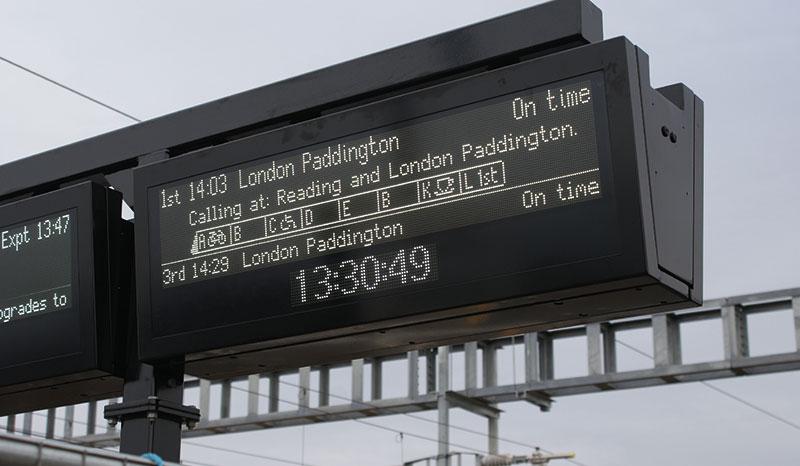 Expt 13:47
ogrades to
1st 14:03 London Paddington On time
Calling at: Reading and London Paddington.
A B C D E B K L 1st
3rd 14:29 London Paddington On time
13:30:49